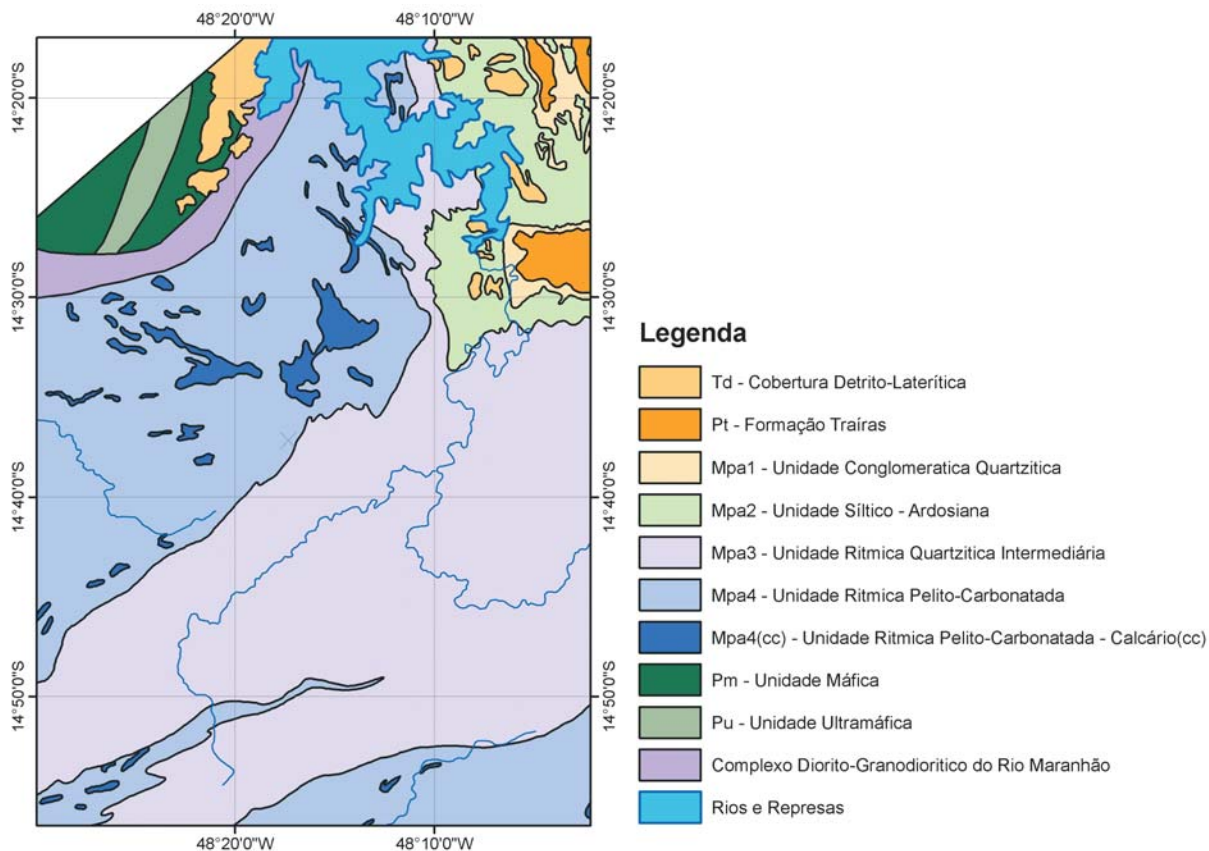 48°20'0"W
48°10'0"W
14°20'0"S
14°20'0"S
14°30'0"S
14°30'0"S
14°40'0"S
14°40'0"S
14°50'0"S
14°50'0"S
48°20'0"W
48°10'0"W
Legenda
Td - Cobertura Detrito-Laterítica
Pt - Formação Traíras
Mpa1 - Unidade Conglomeratica Quartzitica
Mpa2 - Unidade Síltico - Ardosiana
Mpa3 - Unidade Ritmica Quartzitica Intermediária
Mpa4 - Unidade Ritmica Pelito-Carbonatada
Mpa4(cc) - Unidade Ritmica Pelito-Carbonatada - Calcário(cc)
Pm - Unidade Máfica
Pu - Unidade Ultramáfica
Complexo Diorito-Granodioritico do Rio Maranhão
Rios e Represas